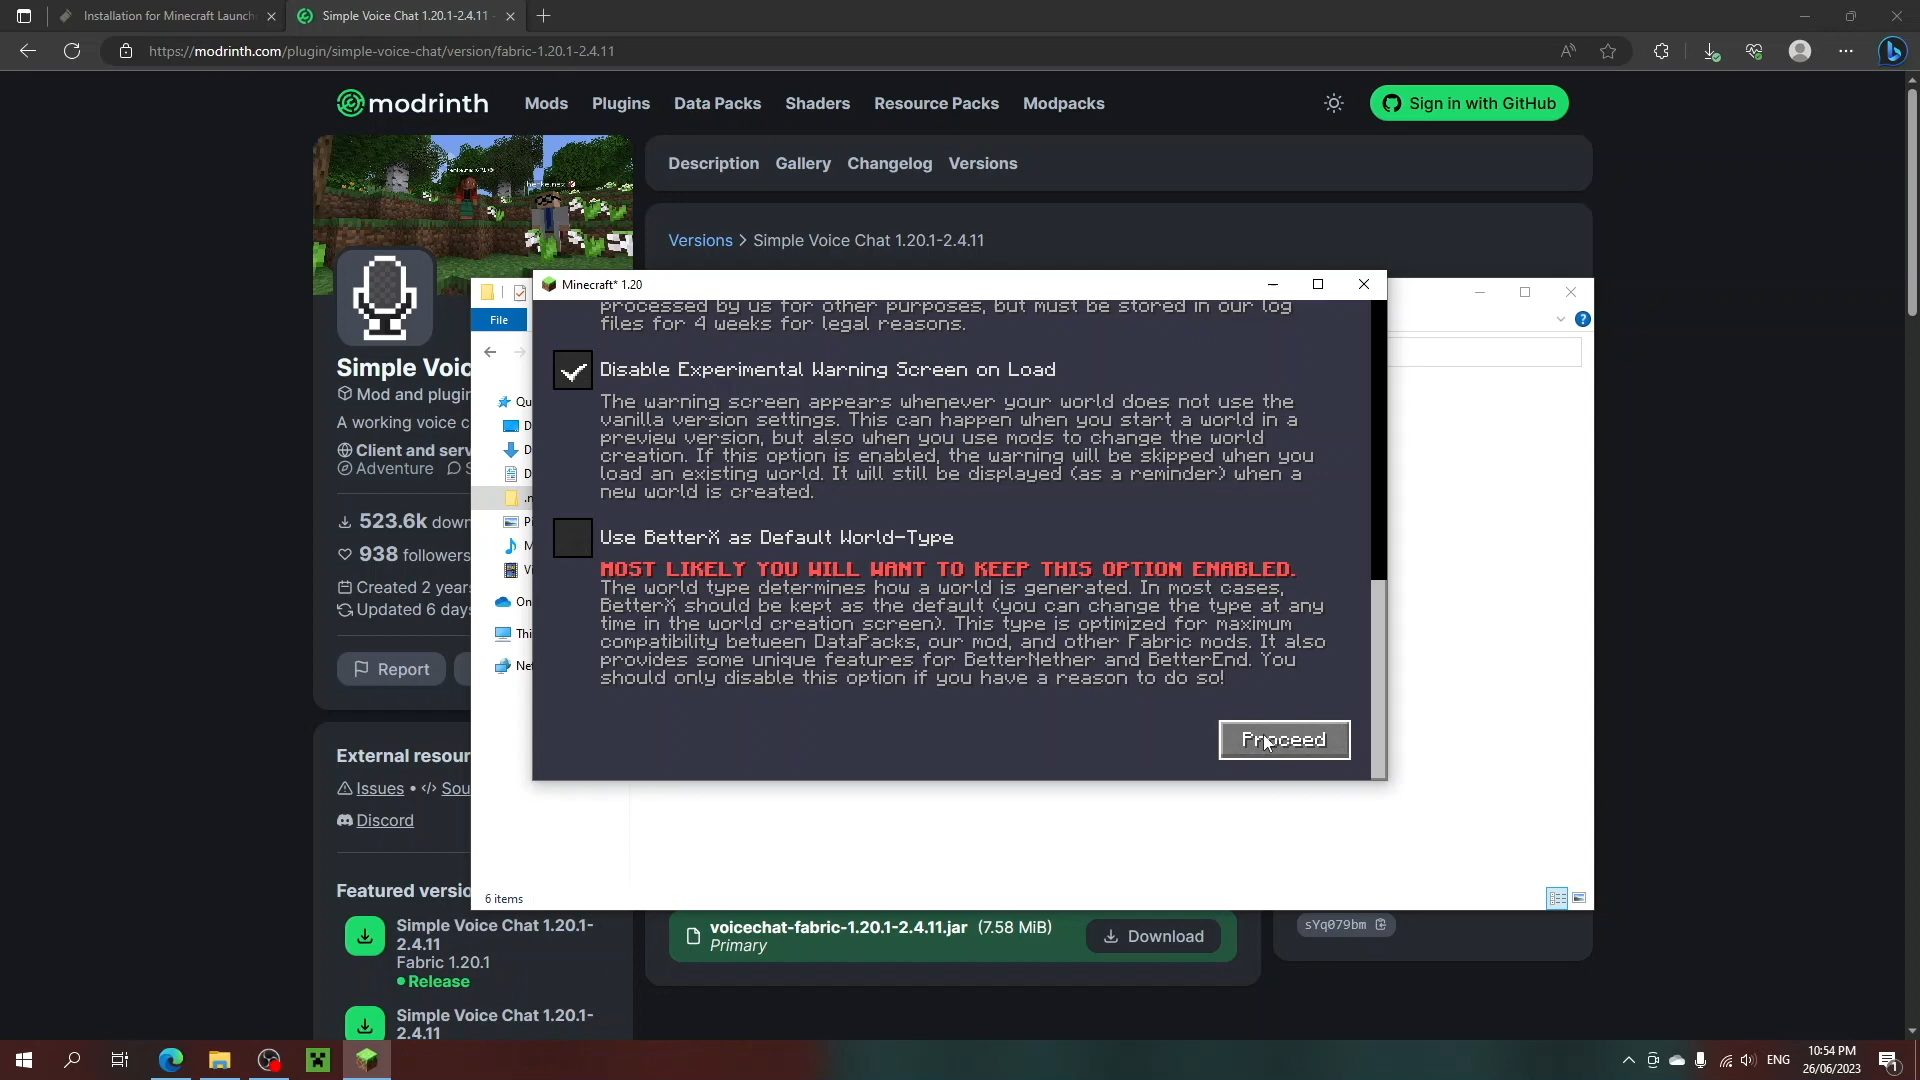 Installation for Minecraft Launch
Simple Voice Chat 1.20.1-2.4.11
https://modrinth.com/plugin/simple-voice-chat/version/fabric-1.20.1-2.4.11
modrinth
Mods
Plugins
Data Packs
Shaders
Resource Packs
Modpacks
Sign in with GitHub
Description
Gallery
Changelog
Versions
Versions > Simple Voice Chat 1.20.1-2.4.11
Simple Voic
Mod and plugin
A working voice c
Client and serv
Adventure
523.6k down
938 followers
Created 2 years
Updated 6 days
Report
External resour
Issues • </> Sou
Discord
Featured versio
Simple Voice Chat 1.20.1-
2.4.11
Fabric 1.20.1
Release
Simple Voice Chat 1.20.1-
2.4.11
File
Qu
D
D
D
Pi
M
Vi
On
Thi
Net
6 items
Minecraft* 1.20
processed by us for other purposes, but must be stored in our log
files for 4 weeks for legal reasons.
Disable Experimental Warning Screen on Load
The warning screen appears whenever your world does not use the
vanilla version settings. This can happen when you start a world in a
preview version, but also when you use mods to change the world
creation. If this option is enabled, the warning will be skipped when you
load an existing world. It will still be displayed (as a reminder) when a
new world is created.
Use BetterX as Default World-Type
MOST LIKELY YOU WILL WANT TO KEEP THIS OPTION ENABLED.
The world type determines how a world is generated. In most cases,
BetterX should be kept as the default (you can change the type at any
time in the world creation screen). This type is optimized for maximum
compatibility between DataPacks, our mod, and other Fabric mods. It also
provides some unique features for BetterNether and BetterEnd. You
should only disable this option if you have a reason to do so!
Proceed
voicechat-fabric-1.20.1-2.4.11.jar (7.58 MiB)
Primary
Download
sYq079bm
ENG
10:54 PM
26/06/2023
1